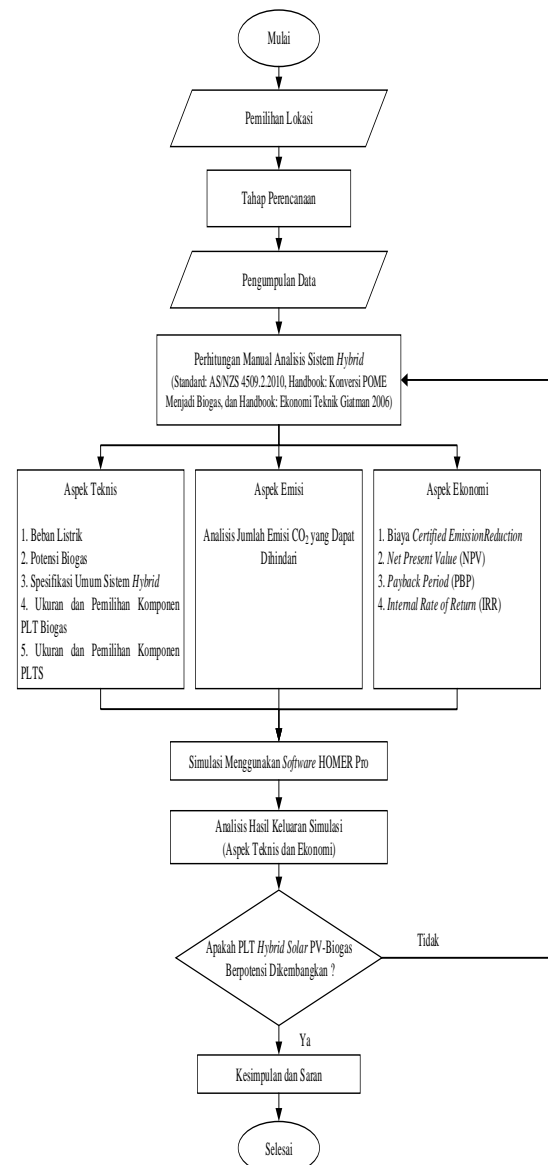 Mulai
Pemilihan Lokasi
Tahap Perencanaan
Pengumpulan Data
Perhitungan Manual Analisis Sistem Hybrid
(Standard: AS/NZS 4509.2.2010, Handbook: Konversi POME
Menjadi Biogas, dan Handbook: Ekonomi Teknik Giatman 2006)
Aspek Teknis
1. Beban Listrik
2. Potensi Biogas
3. Spesifikasi Umum Sistem Hybrid
4. Ukuran dan Pemilihan Komponen
PLT Biogas
5. Ukuran dan Pemilihan Komponen
PLTS
Aspek Emisi
Analisis Jumlah Emisi CO₂ yang Dapat
Dihindari
Aspek Ekonomi
1. Biaya Certified EmissionReduction
2. Net Present Value (NPV)
3. Payback Period (PBP)
4. Internal Rate of Return (IRR)
Simulasi Menggunakan Software HOMER Pro
Analisis Hasil Keluaran Simulasi
(Aspek Teknis dan Ekonomi)
Apakah PLT Hybrid Solar PV-Biogas
Berpotensi Dikembangkan ?
Tidak
Ya
Kesimpulan dan Saran
Selesai